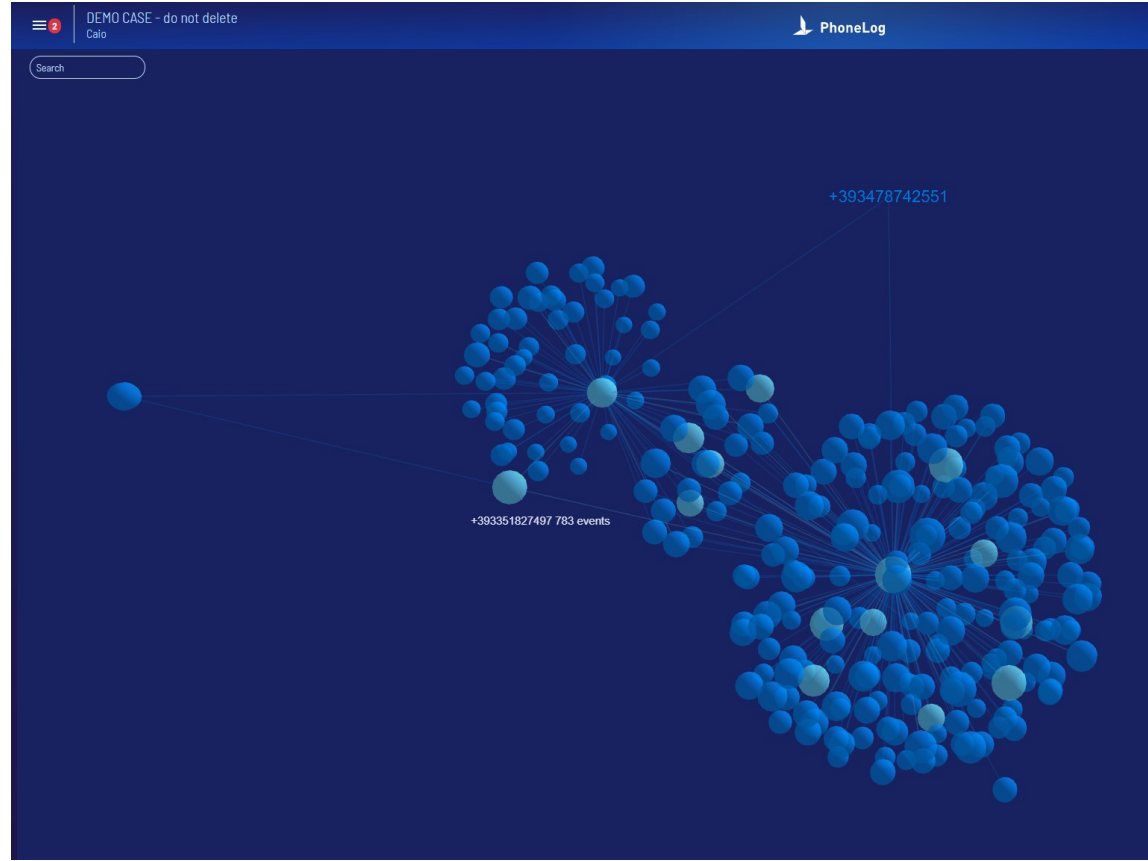 2
DEMO CASE - do not delete
Caio
PhoneLog
Search
+393478742551
+393351827497 783 events